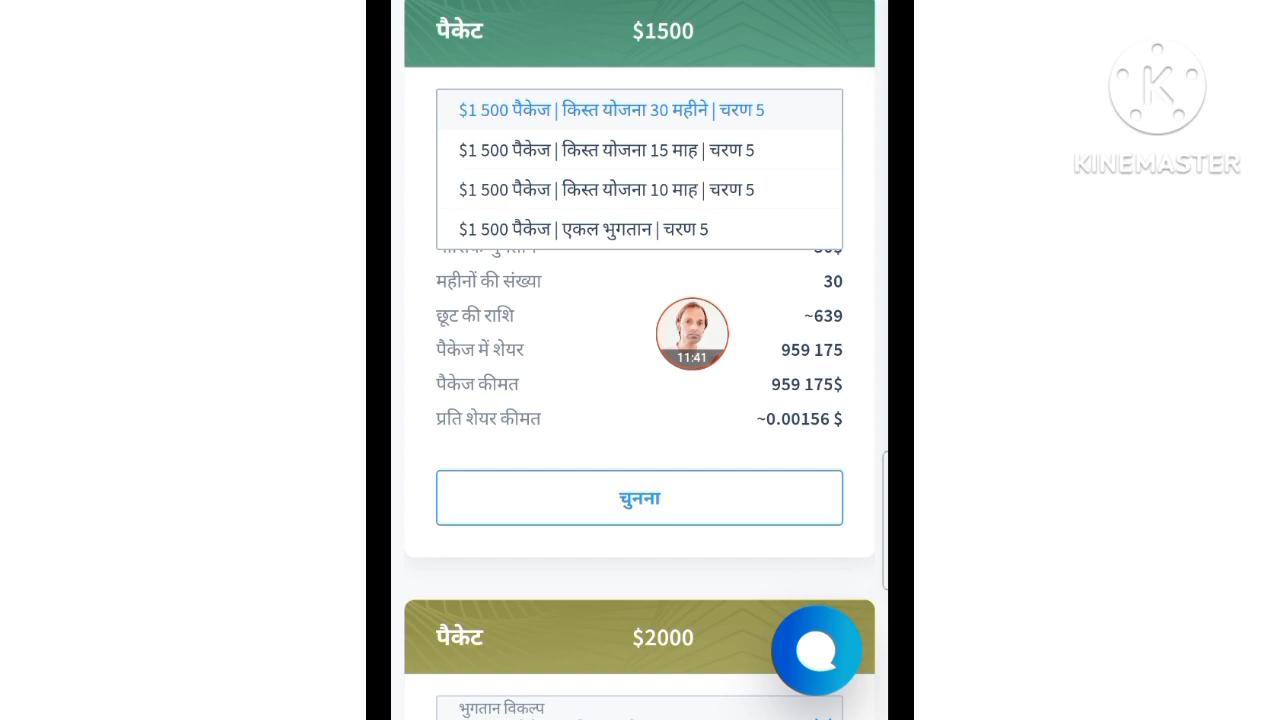 पैकेट $1500
$1 500 पैकेज | किस्त योजना 30 महीने | चरण 5
$1 500 पैकेज | किस्त योजना 15 माह | चरण 5
$1 500 पैकेज | किस्त योजना 10 माह | चरण 5
$1 500 पैकेज | एकल भुगतान | चरण 5
महीनों की संख्या 30
छूट की राशि ~639
पैकेज में शेयर 959 175
पैकेज कीमत 959 175$
प्रति शेयर कीमत ~0.00156 $
11:41
चुनना
पैकेट $2000
भुगतान विकल्प
K
KINEMASTER